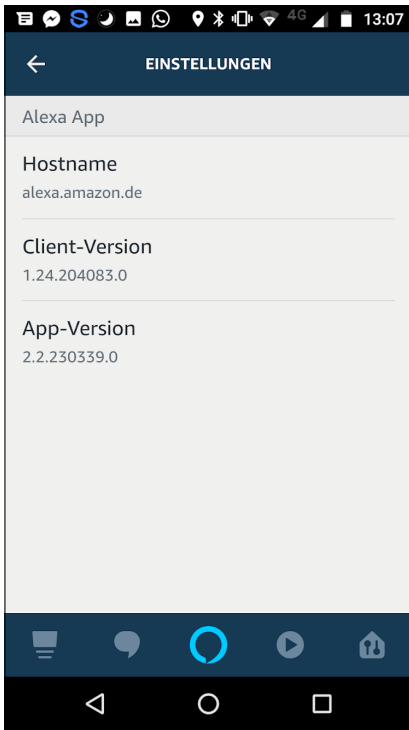 4G 13:07
EINSTELLUNGEN
Alexa App
Hostname
alexa.amazon.de
Client-Version
1.24.204083.0
App-Version
2.2.230339.0